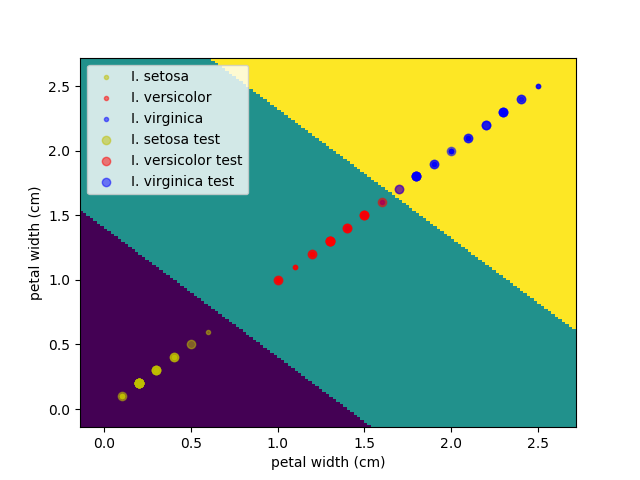 I. setosa
I. versicolor
I. virginica
I. setosa test
I. versicolor test
I. virginica test
2.5
2.0
1.5
1.0
0.5
0.0
petal width (cm)
0.0 0.5 1.0 1.5 2.0 2.5
petal width (cm)